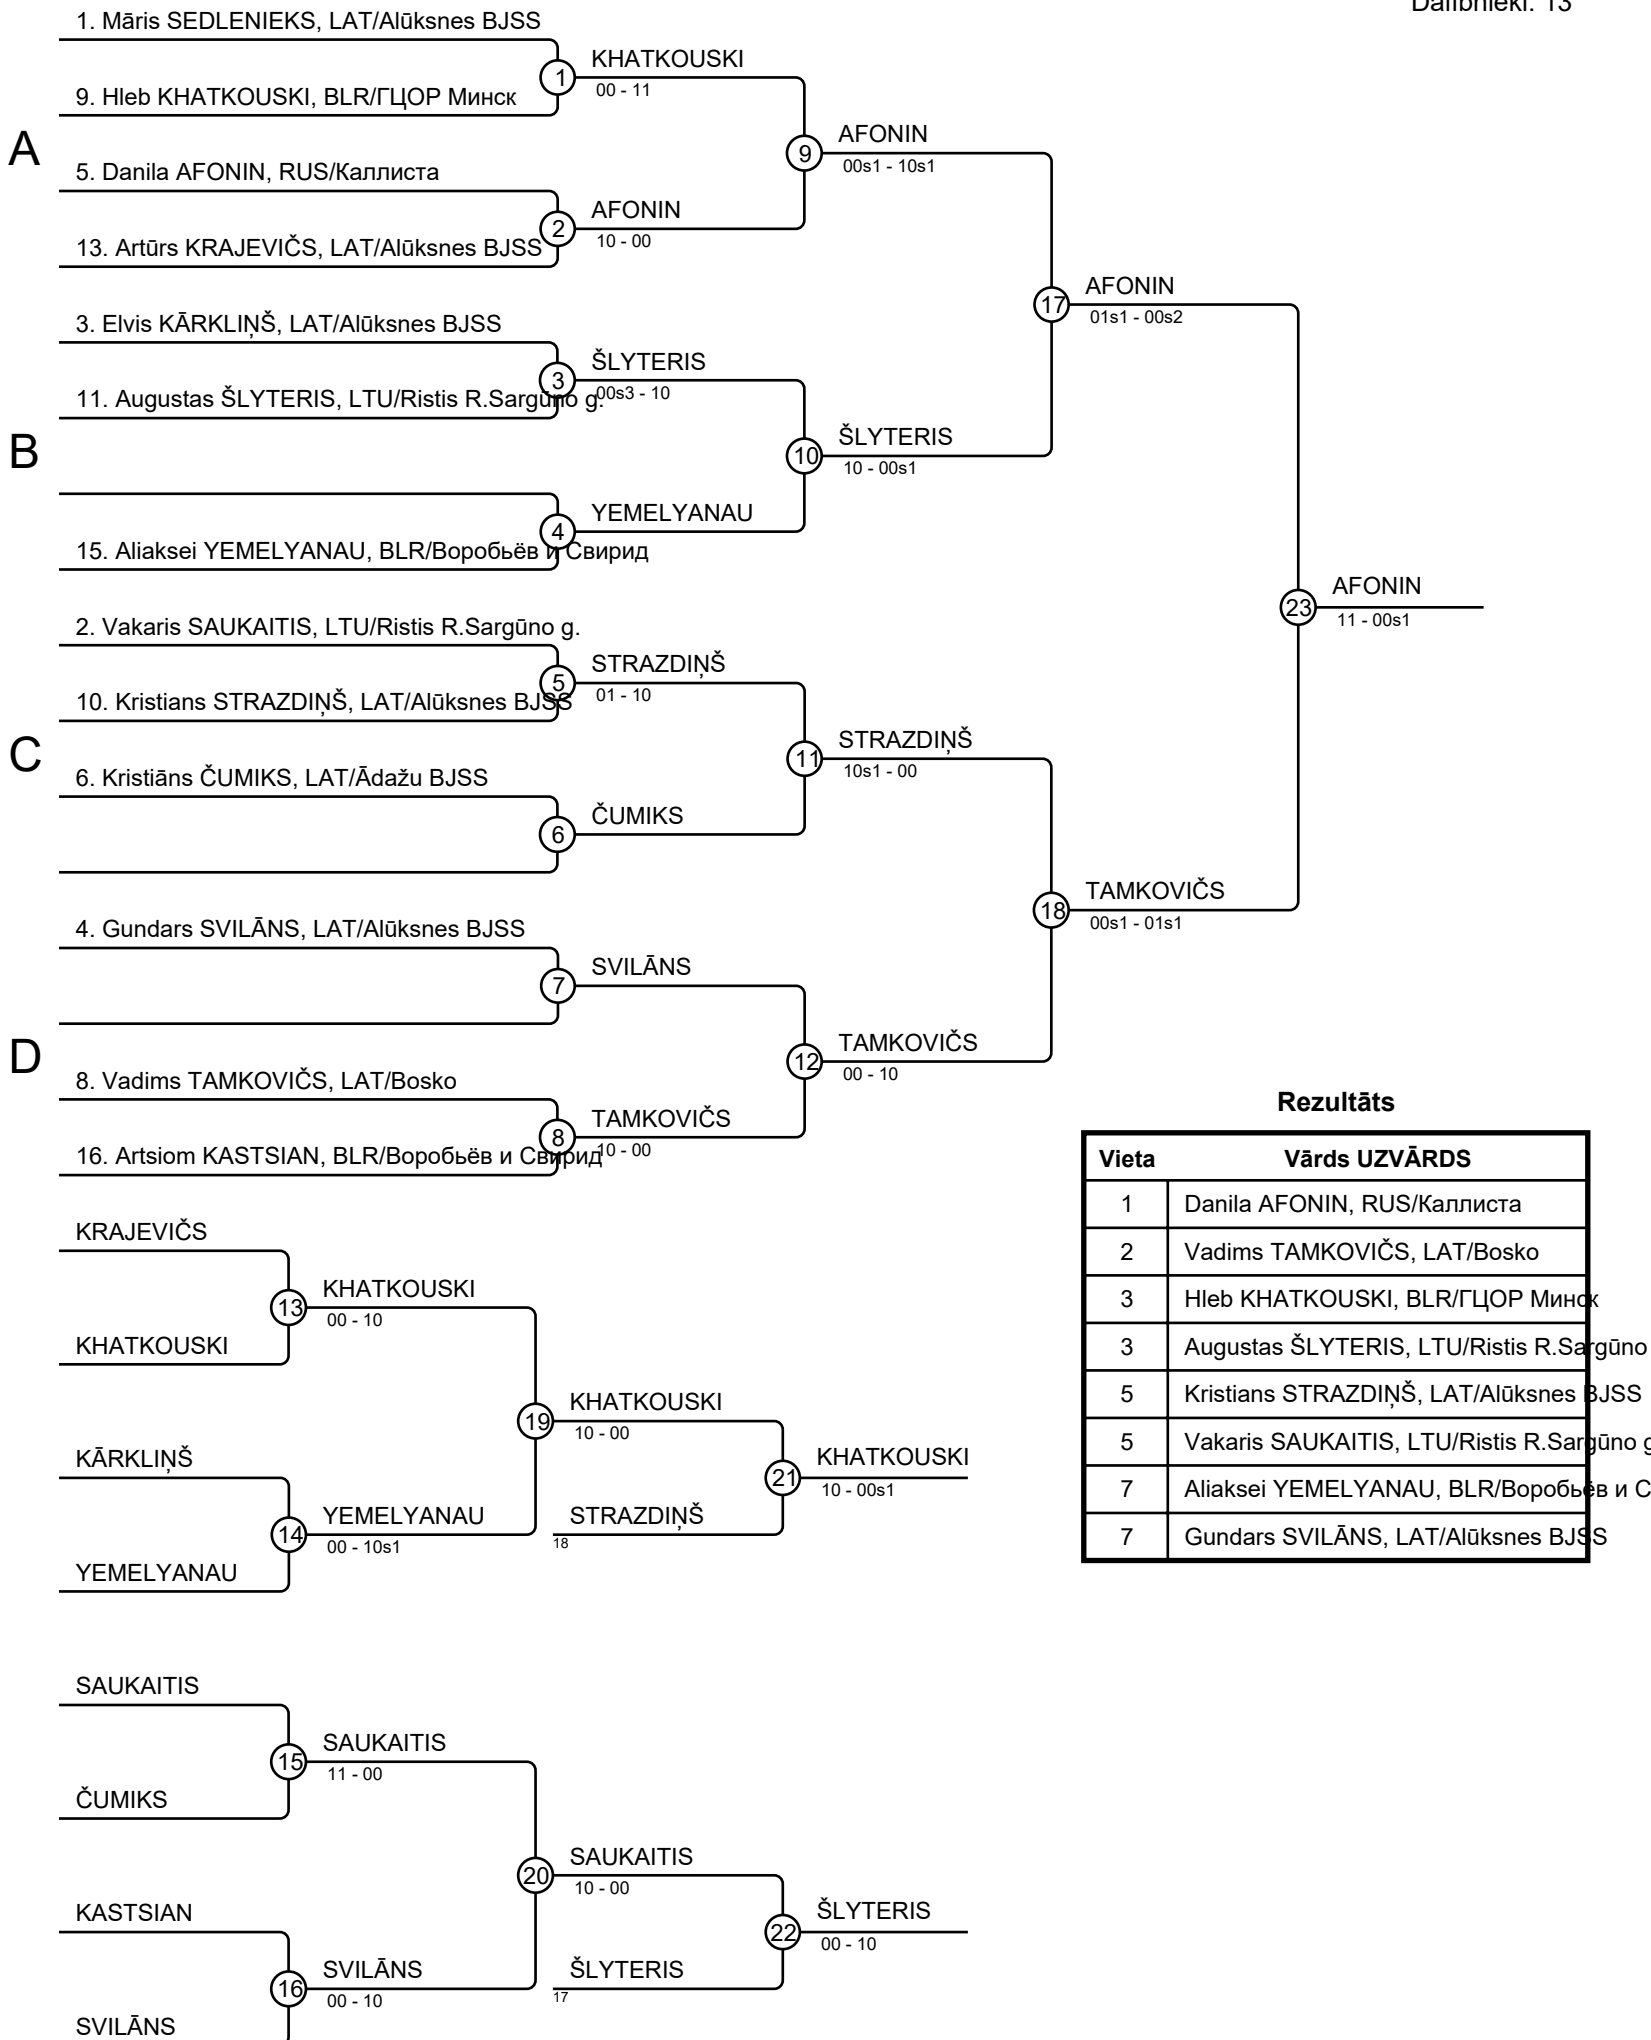 Dalībnieki: 13
1. Māris SEDLENIEKS, LAT/Alūksnes BJSS
KHATKOUSKI
1
00 - 11
9. Hleb KHATKOUSKI, BLR/ГЦОР Минск
A
AFONIN
9
00s1 - 10s1
5. Danila AFONIN, RUS/Каллиста
AFONIN
2
10 - 00
13. Artūrs KRAJEVIČS, LAT/Alūksnes BJSS
AFONIN
17
01s1 - 00s2
3. Elvis KĀRKLIŅŠ, LAT/Alūksnes BJSS
ŠLYTERIS
3
00s3 - 10
11. Augustas ŠLYTERIS, LTU/Ristis R.Sargūno g.
B
ŠLYTERIS
10
10 - 00s1
YEMELYANAU
4
15. Aliaksei YEMELYANAU, BLR/Воробьёв и Свирид
AFONIN
23
11 - 00s1
2. Vakaris SAUKAITIS, LTU/Ristis R.Sargūno g.
STRAZDIŅŠ
5
01 - 10
10. Kristians STRAZDIŅŠ, LAT/Alūksnes BJSS
C
STRAZDIŅŠ
11
10s1 - 00
6. Kristiāns ČUMIKS, LAT/Ādažu BJSS
ČUMIKS
6
TAMKOVIČS
18
00s1 - 01s1
4. Gundars SVILĀNS, LAT/Alūksnes BJSS
SVILĀNS
7
D
TAMKOVIČS
12
00 - 10
8. Vadims TAMKOVIČS, LAT/Bosko
TAMKOVIČS
8
10 - 00
16. Artsiom KASTSIAN, BLR/Воробьёв и Свирид
Rezultāts
Vieta Vārds UZVĀRDS
1 Danila AFONIN, RUS/Каллиста
2 Vadims TAMKOVIČS, LAT/Bosko
3 Hleb KHATKOUSKI, BLR/ГЦОР Минск
3 Augustas ŠLYTERIS, LTU/Ristis R.Sargūno
5 Kristians STRAZDIŅŠ, LAT/Alūksnes BJSS
5 Vakaris SAUKAITIS, LTU/Ristis R.Sargūno g
7 Aliaksei YEMELYANAU, BLR/Воробьёв и С
7 Gundars SVILĀNS, LAT/Alūksnes BJSS
KRAJEVIČS
KHATKOUSKI
13
00 - 10
KHATKOUSKI
KHATKOUSKI
19
10 - 00
KĀRKLIŅŠ
KHATKOUSKI
21
10 - 00s1
YEMELYANAU
14
00 - 10s1
STRAZDIŅŠ
18
YEMELYANAU
SAUKAITIS
SAUKAITIS
15
11 - 00
ČUMIKS
SAUKAITIS
20
10 - 00
KASTSIAN
ŠLYTERIS
22
00 - 10
SVILĀNS
16
00 - 10
ŠLYTERIS
17
SVILĀNS